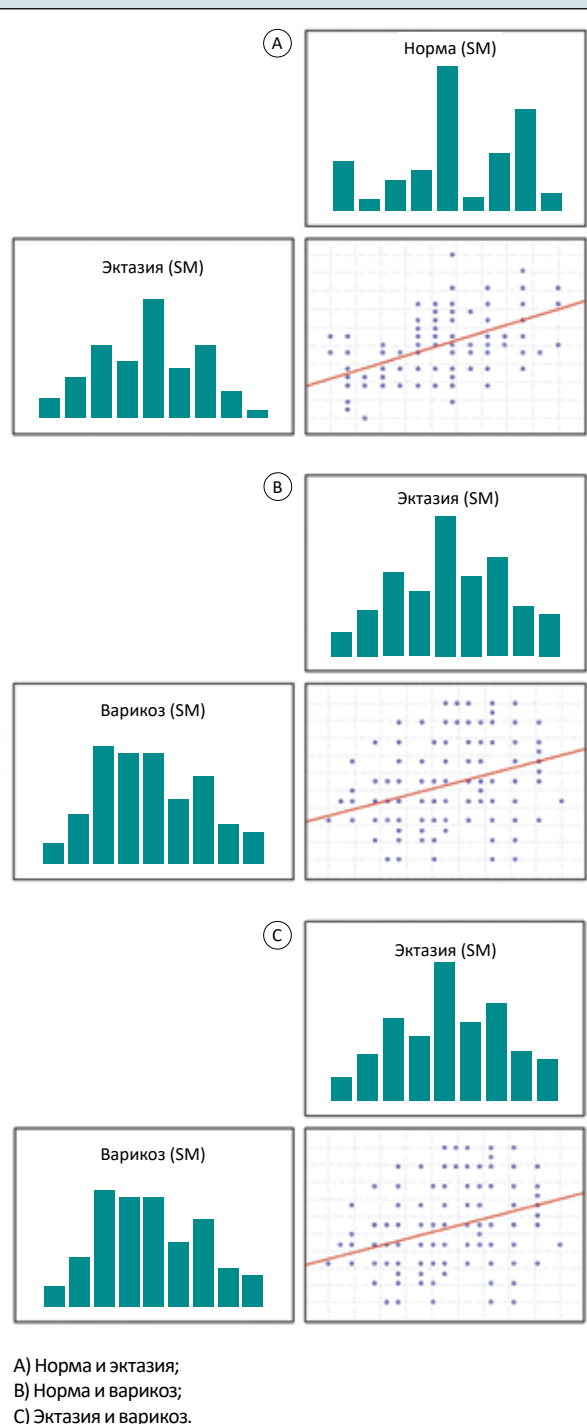 A
Норма (SM)
Эктазия (SM)
B
Эктазия (SM)
Варикоз (SM)
C
Эктазия (SM)
Варикоз (SM)
A) Норма и эктазия;
B) Норма и варикоз;
C) Эктазия и варикоз.